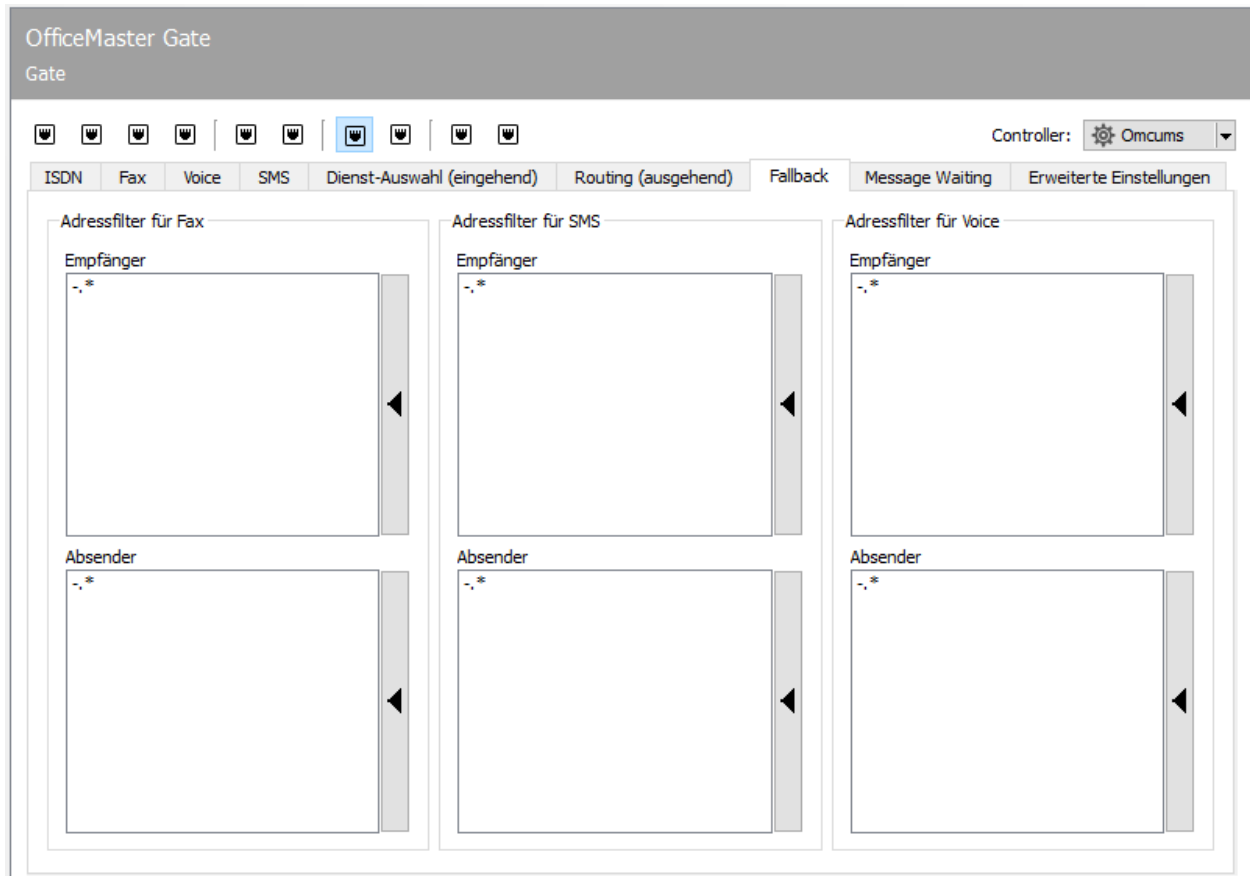 OfficeMaster Gate
Gate
Controller: Omcums
ISDN Fax Voice SMS Dienst-Auswahl (eingehend) Routing (ausgehend) Fallback Message Waiting Erweiterte Einstellungen
Adressfilter für Fax
Empfänger
-.*
Absender
-.*
Adressfilter für SMS
Empfänger
-.*
Absender
-.*
Adressfilter für Voice
Empfänger
-.*
Absender
-.*